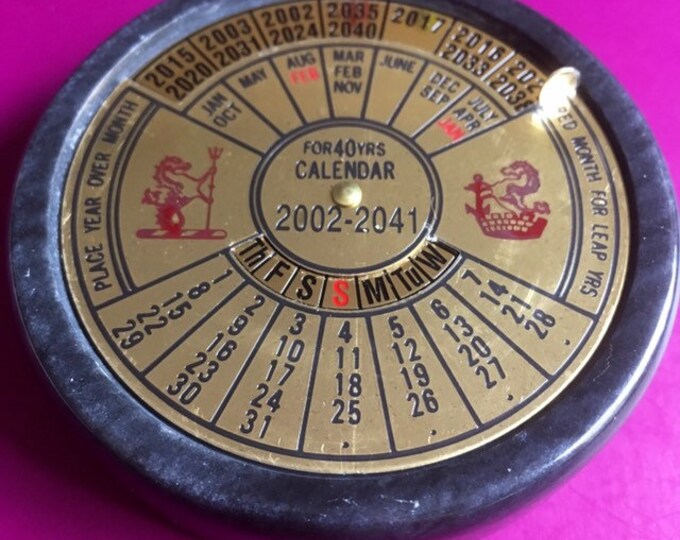 2015 2003 2002 2035 2017 2016
2020 2031 2024 2040 2033 2038
JAN OCT
MAY
AUG FEB
MAR FEB NOV
JUNE
DEC SEP
JULY APR JAN
PLACE YEAR OVER MONTH
MONTH FOR LEAP YRS
FOR 40 YRS
CALENDAR
2002-2041
Th F S S M Tu W
1 8 15 22 29
2 9 16 23 30
3 10 17 24 31
4 11 18 25
5 12 19 26
6 13 20 27
7 14 21 28